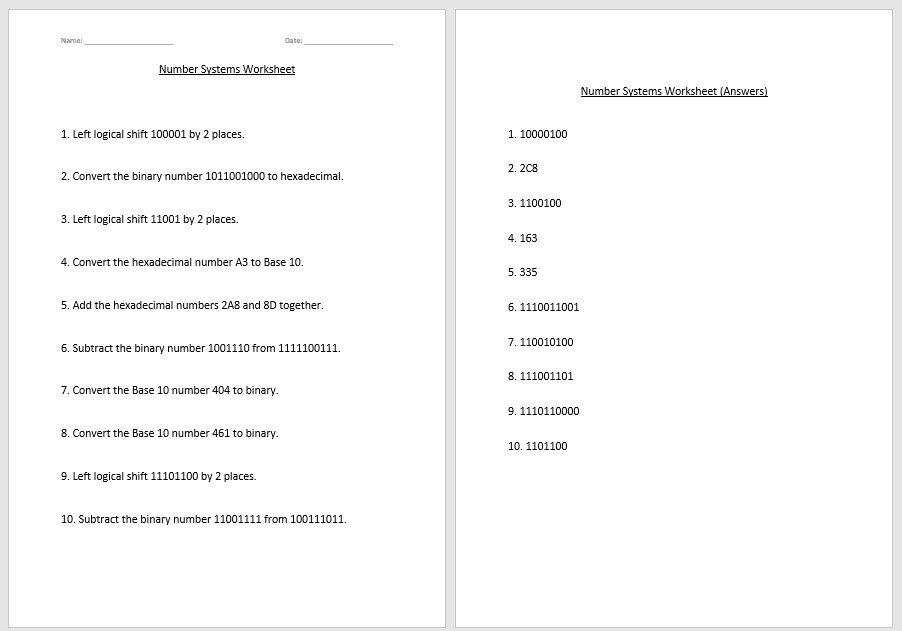 Name: ____________________ Date: ____________________
Number Systems Worksheet
1. Left logical shift 100001 by 2 places.
2. Convert the binary number 1011001000 to hexadecimal.
3. Left logical shift 11001 by 2 places.
4. Convert the hexadecimal number A3 to Base 10.
5. Add the hexadecimal numbers 2A8 and 8D together.
6. Subtract the binary number 1001110 from 1111100111.
7. Convert the Base 10 number 404 to binary.
8. Convert the Base 10 number 461 to binary.
9. Left logical shift 11101100 by 2 places.
10. Subtract the binary number 11001111 from 100111011.
Number Systems Worksheet (Answers)
1. 10000100
2. 2C8
3. 1100100
4. 163
5. 335
6. 1110011001
7. 110010100
8. 111001101
9. 1110110000
10. 1101100